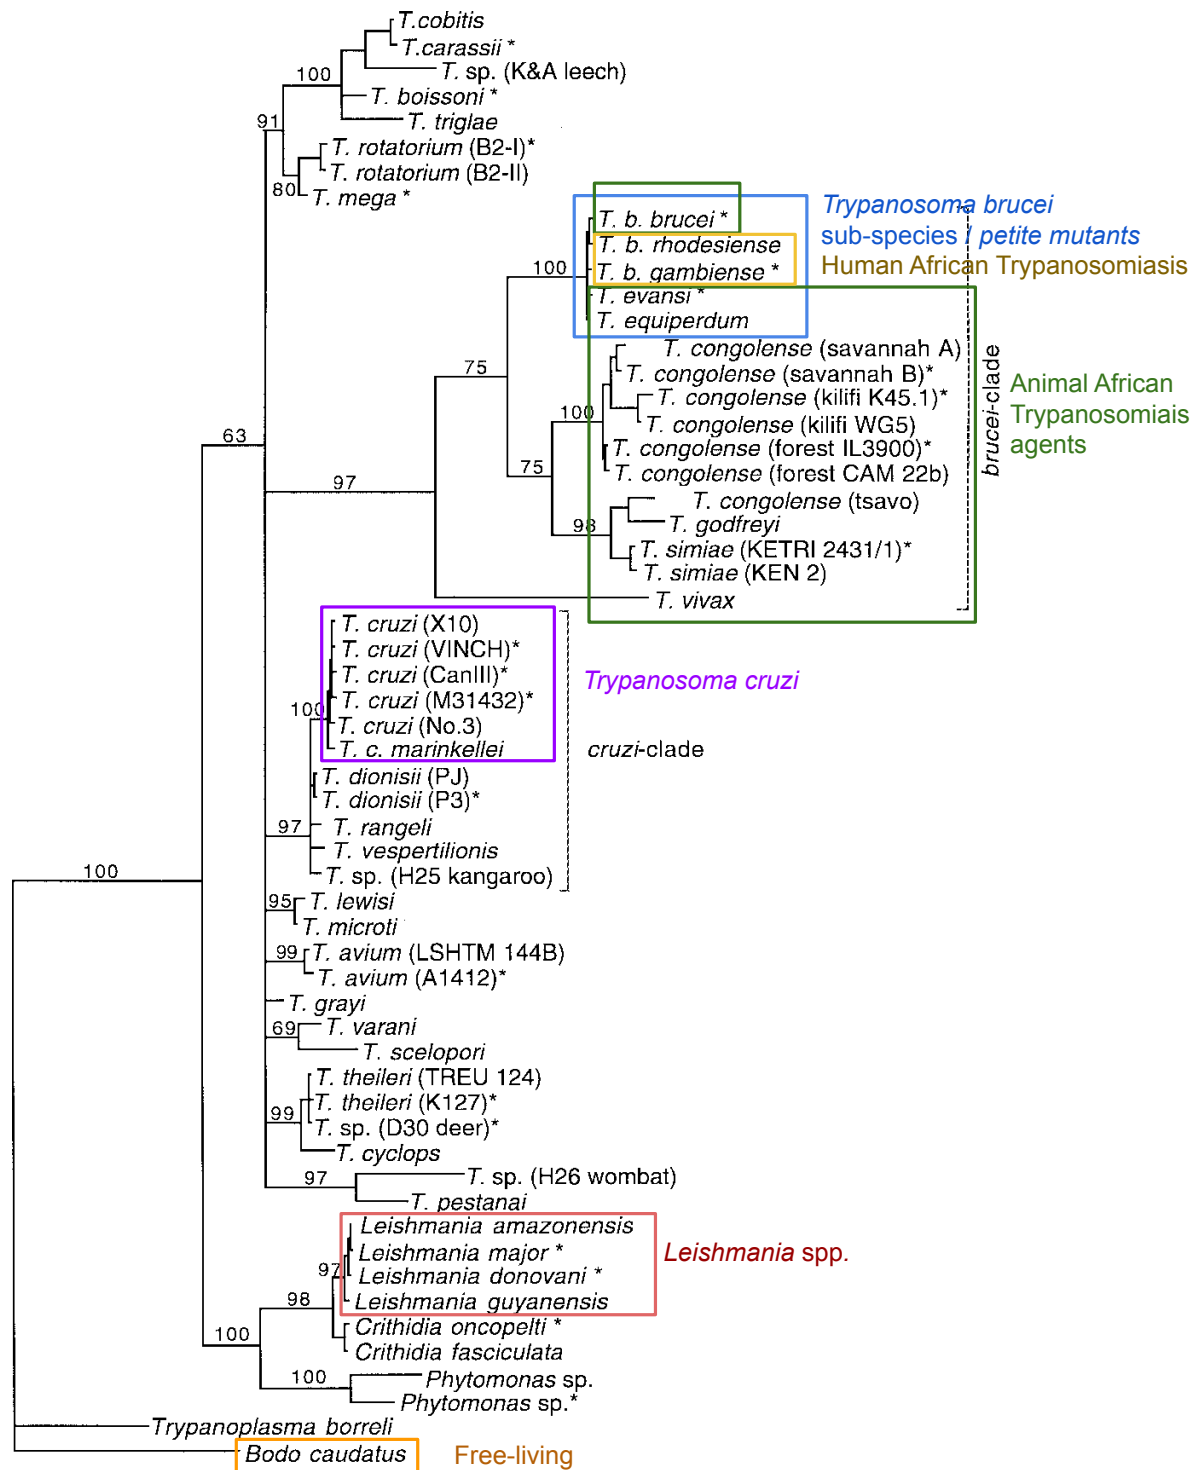 T.cobitis
T.carassii *
T. sp. (K&A leech)
100
T. boissoni *
T. triglae
91
T. rotatorium (B2-I)*
T. rotatorium (B2-II)
80
T. mega *
T. b. brucei *
T. b. rhodesiense
T. b. gambiense *
T. evansi *
T. equiperdum
100
Trypanosoma brucei
sub-species / petite mutants
Human African Trypanosomiasis
T. congolense (savannah A)
T. congolense (savannah B)*
T. congolense (kilifi K45.1)*
T. congolense (kilifi WG5)
T. congolense (forest IL3900)*
T. congolense (forest CAM 22b)
75
100
75
T. congolense (tsavo)
T. godfreyi
98
T. simiae (KETRI 2431/1)*
T. simiae (KEN 2)
T. vivax
brucei-clade
Animal African
Trypanosomiais
agents
63
97
T. cruzi (X10)
T. cruzi (VINCH)*
T. cruzi (CanIII)*
T. cruzi (M31432)*
T. cruzi (No.3)
T. c. marinkellei
100
Trypanosoma cruzi
cruzi-clade
T. dionisii (PJ)
T. dionisii (P3)*
97
T. rangeli
T. vespertilionis
T. sp. (H25 kangaroo)
100
95
T. lewisi
T. microti
99
T. avium (LSHTM 144B)
T. avium (A1412)*
T. grayi
69
T. varani
T. scelopori
T. theileri (TREU 124)
T. theileri (K127)*
99
T. sp. (D30 deer)*
T. cyclops
97
T. sp. (H26 wombat)
T. pestanai
Leishmania amazonensis
Leishmania major *
Leishmania donovani *
Leishmania guyanensis
97
Leishmania spp.
98
Crithidia oncopelti *
Crithidia fasciculata
100
100
Phytomonas sp.
Phytomonas sp.*
Trypanoplasma borreli
Bodo caudatus
Free-living